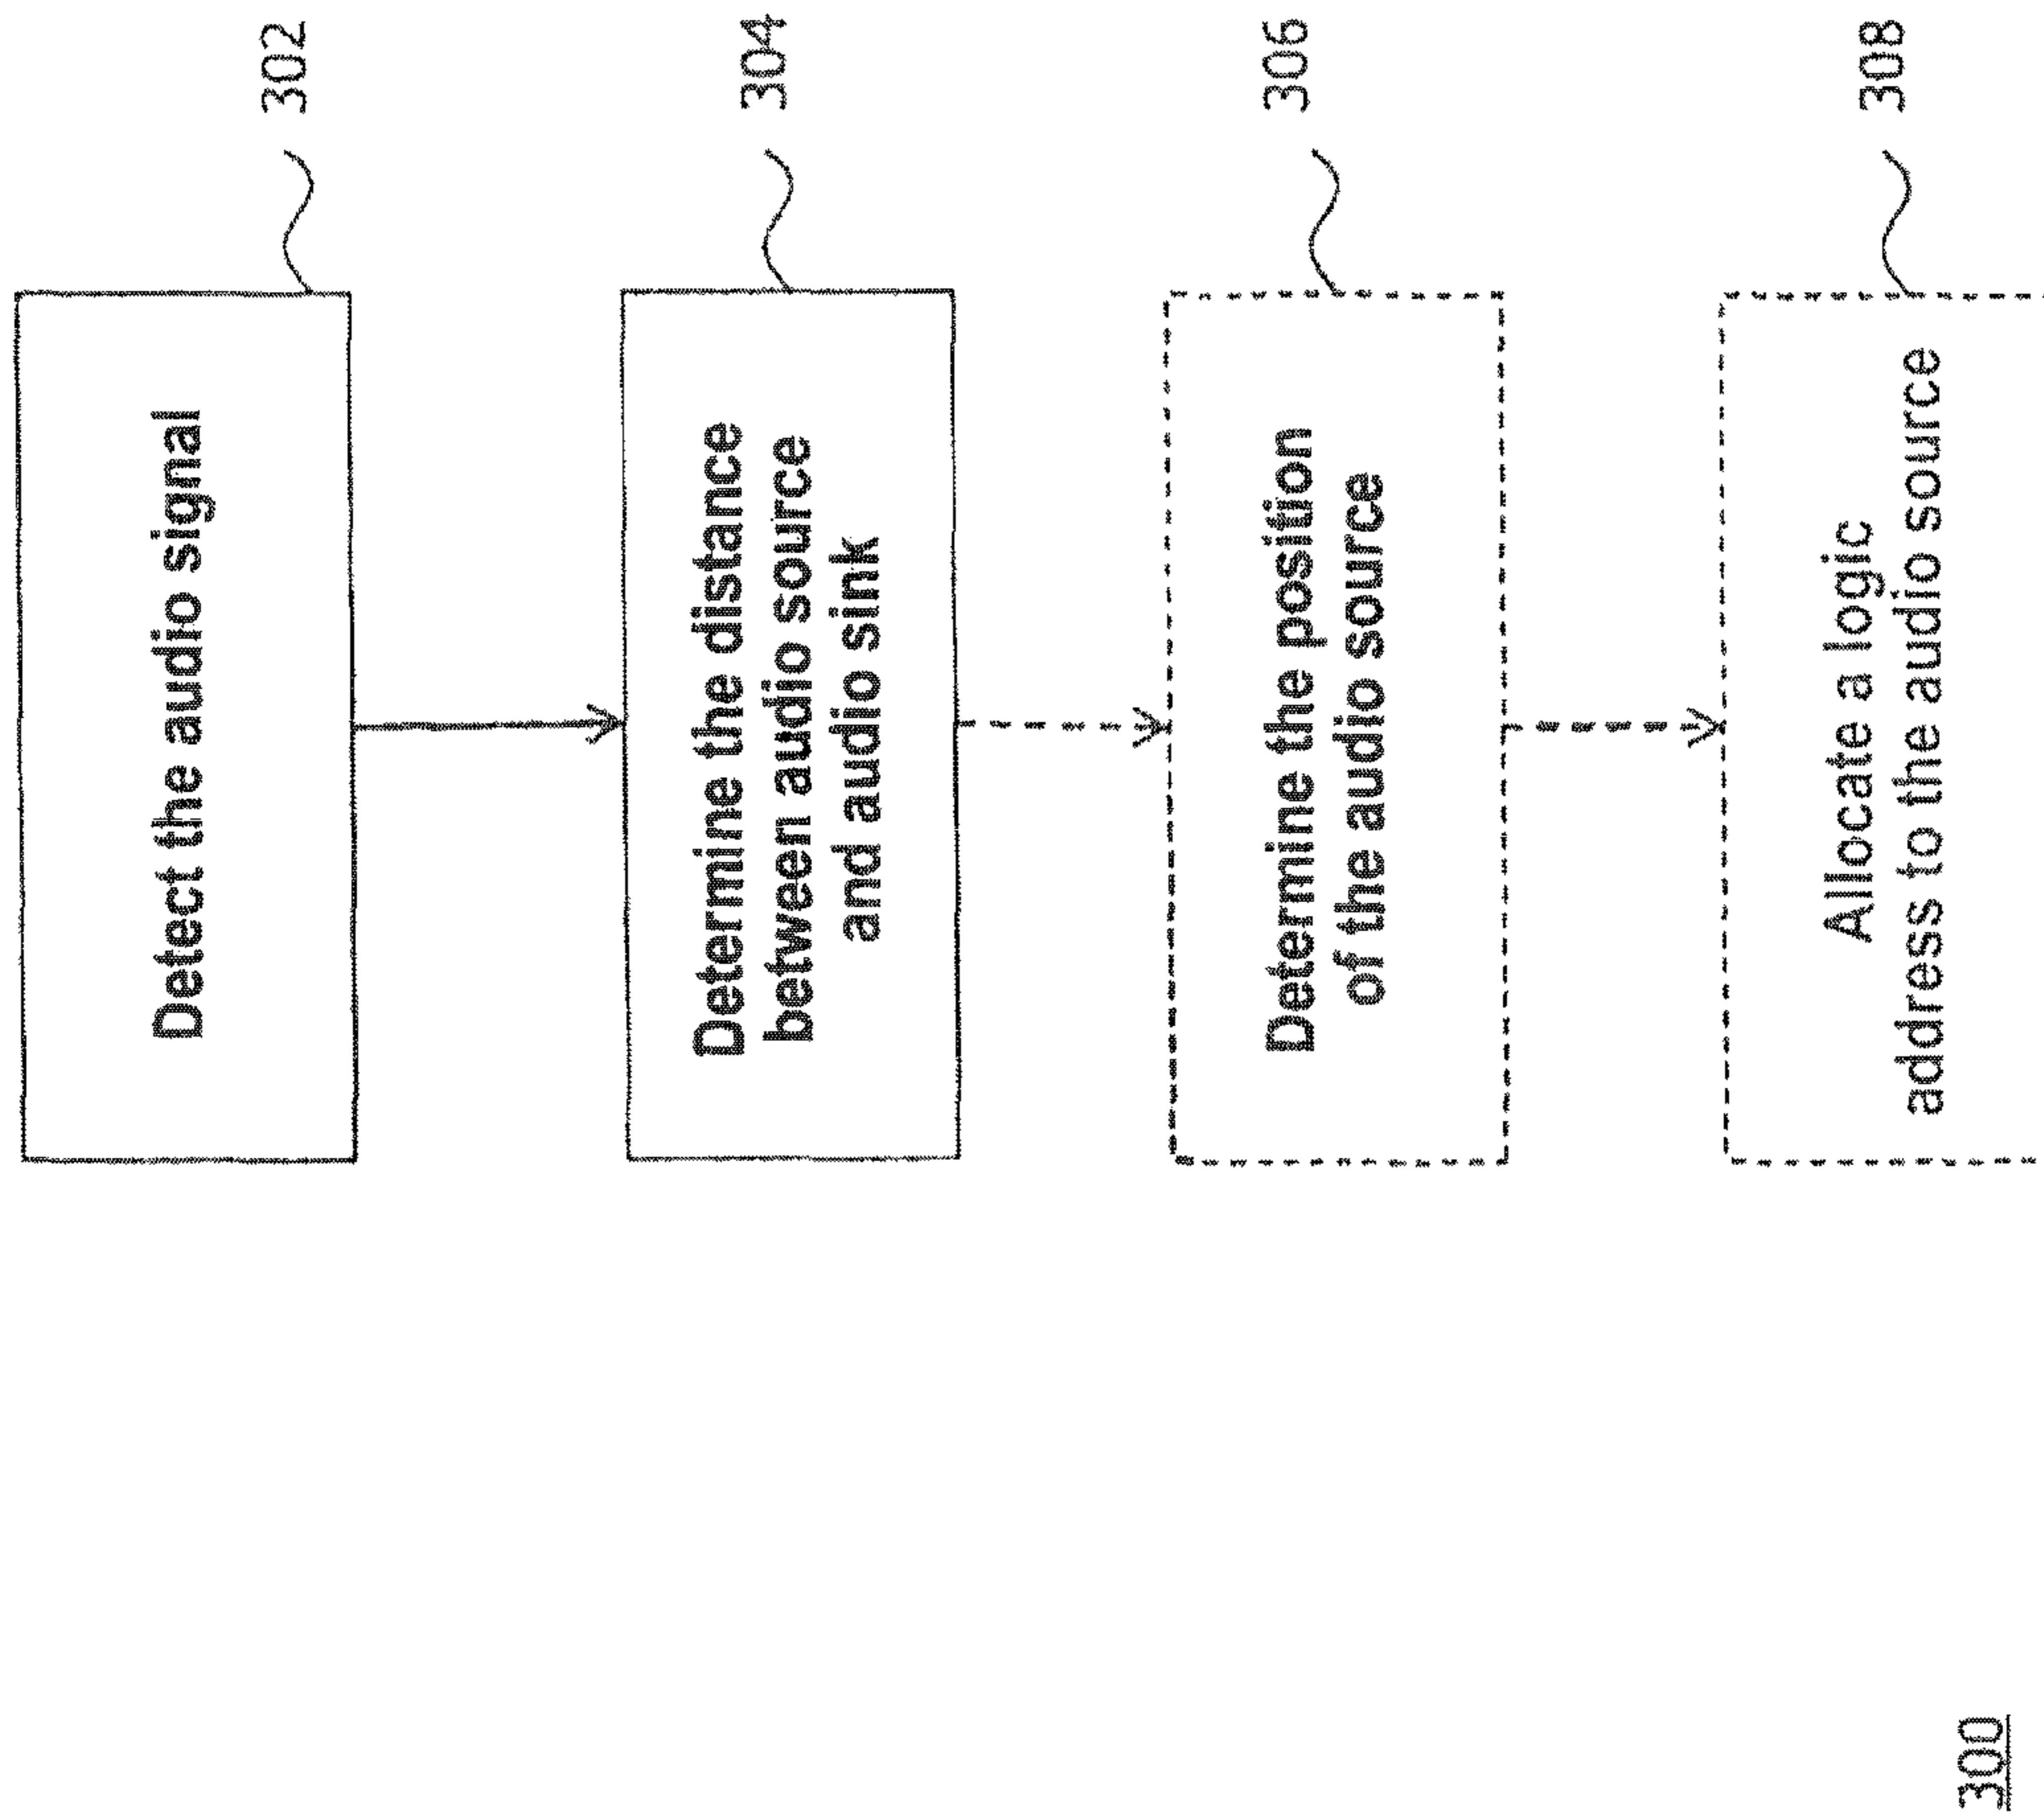 Detect the audio signal
302
Determine the distance
between audio source
and audio sink
304
Determine the position
of the audio source
306
Allocate a logic
address to the audio source
308
300